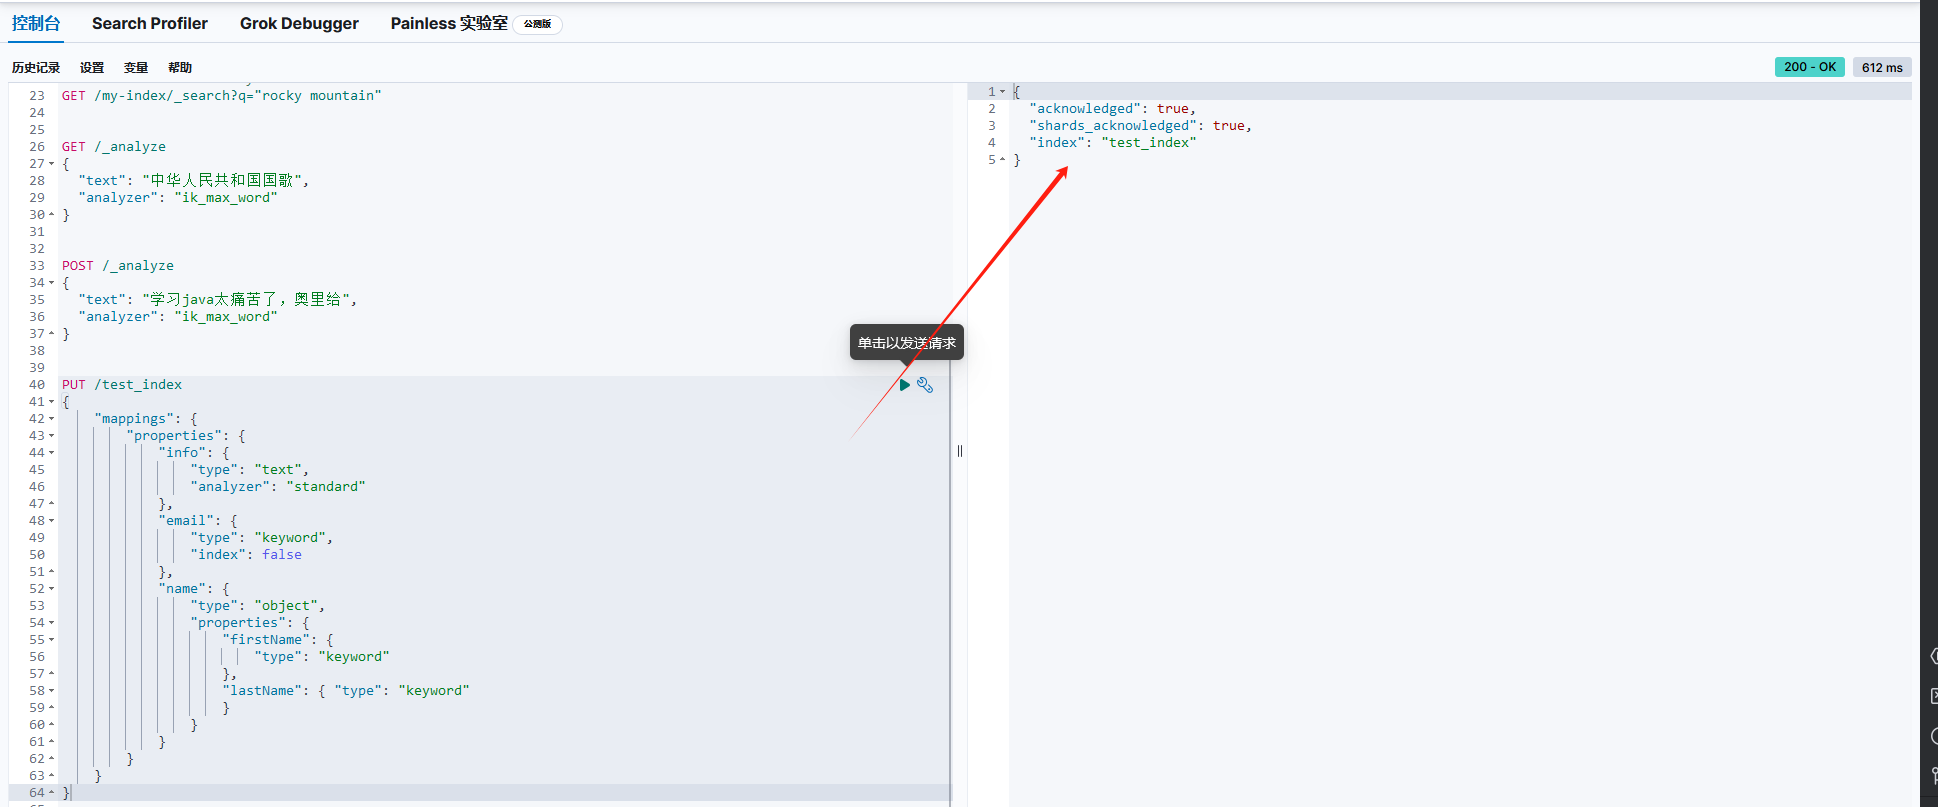 控制台 Search Profiler Grok Debugger Painless 实验室 公测版
历史记录 设置 变量 帮助 200 - OK 612 ms
23 GET /my-index/_search?q="rocky mountain"
24
25
26 GET /_analyze
27 {
28 "text": "中华人民共和国国歌",
29 "analyzer": "ik_max_word"
30 }
31
32
33 POST /_analyze
34 {
35 "text": "学习java太痛苦了，奥里给",
36 "analyzer": "ik_max_word"
37 }
38
39
单击以发送请求
40 PUT /test_index
41 {
42 "mappings": {
43 "properties": {
44 "info": {
45 "type": "text",
46 "analyzer": "standard"
47 },
48 "email": {
49 "type": "keyword",
50 "index": false
51 },
52 "name": {
53 "type": "object",
54 "properties": {
55 "firstName": {
56 "type": "keyword"
57 },
58 "lastName": { "type": "keyword"
59 }
60 }
61 }
62 }
63 }
64 }
1 {
2 "acknowledged": true,
3 "shards_acknowledged": true,
4 "index": "test_index"
5 }